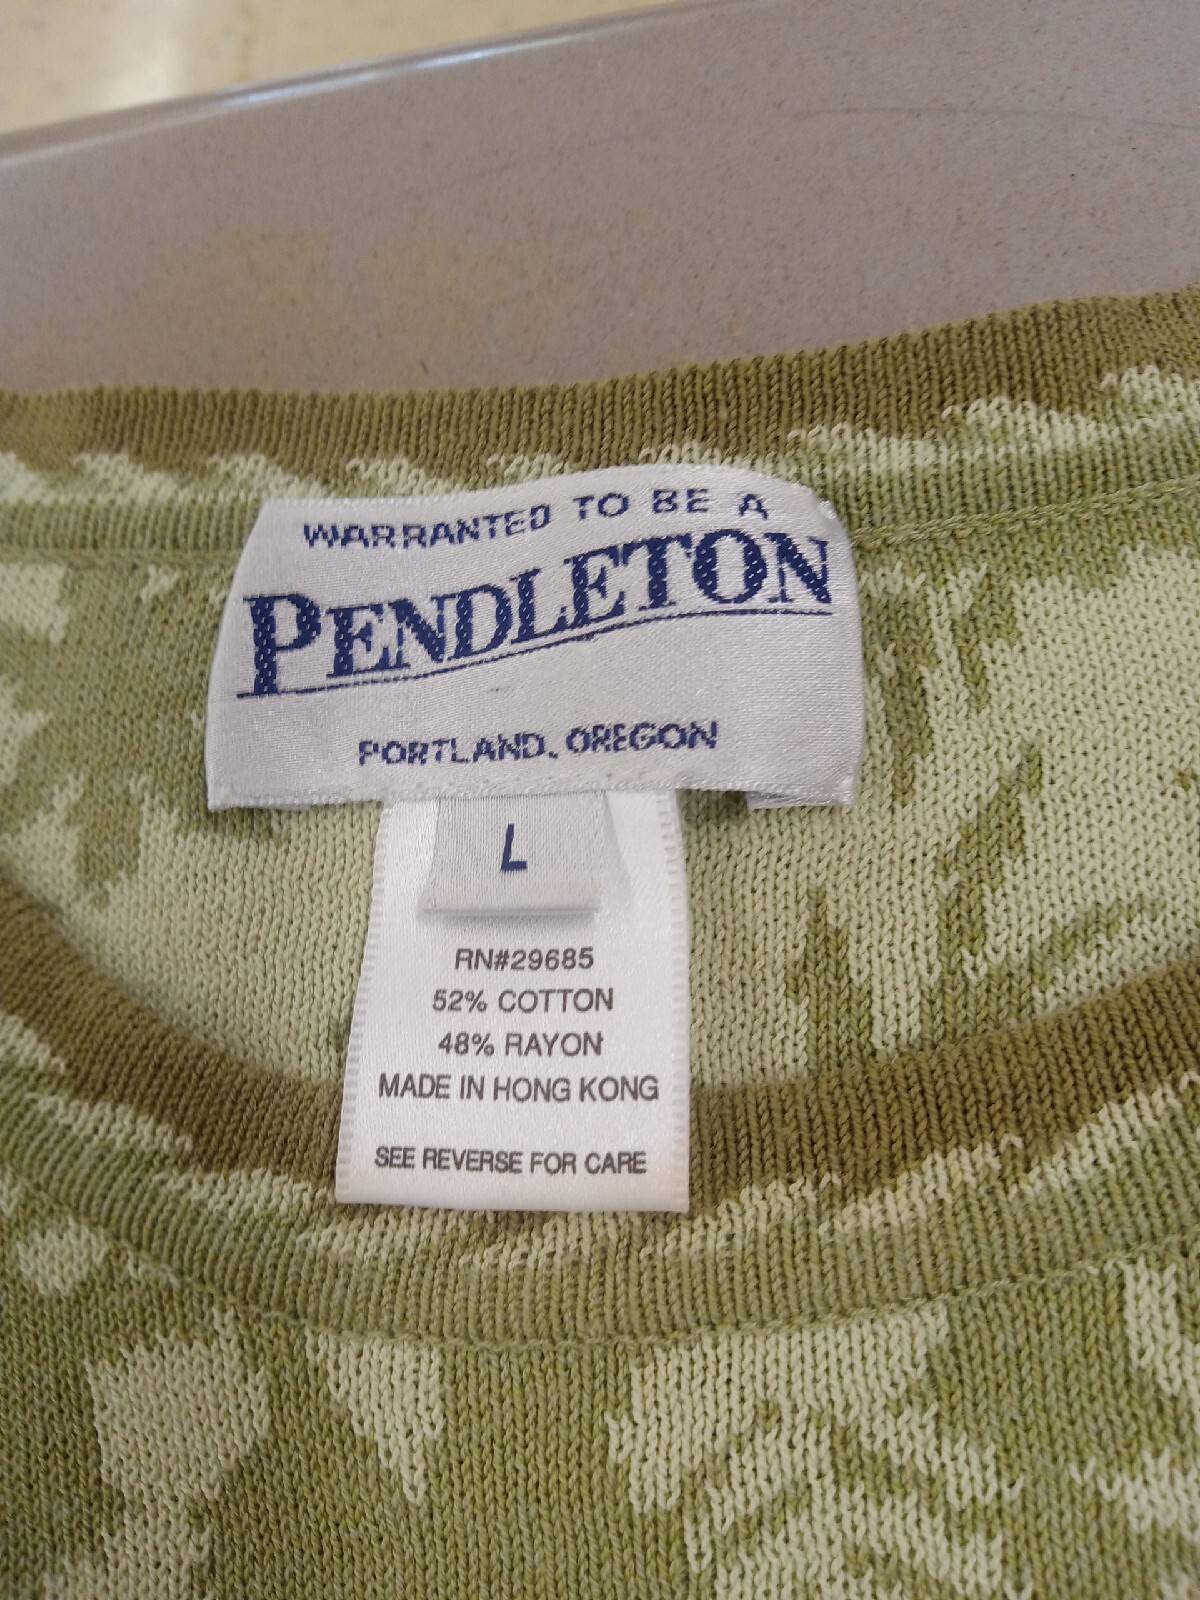 WARRANTED TO BE A
PENDLETON
PORTLAND, OREGON
L
RN#29685
52% COTTON
48% RAYON
MADE IN HONG KONG
SEE REVERSE FOR CARE